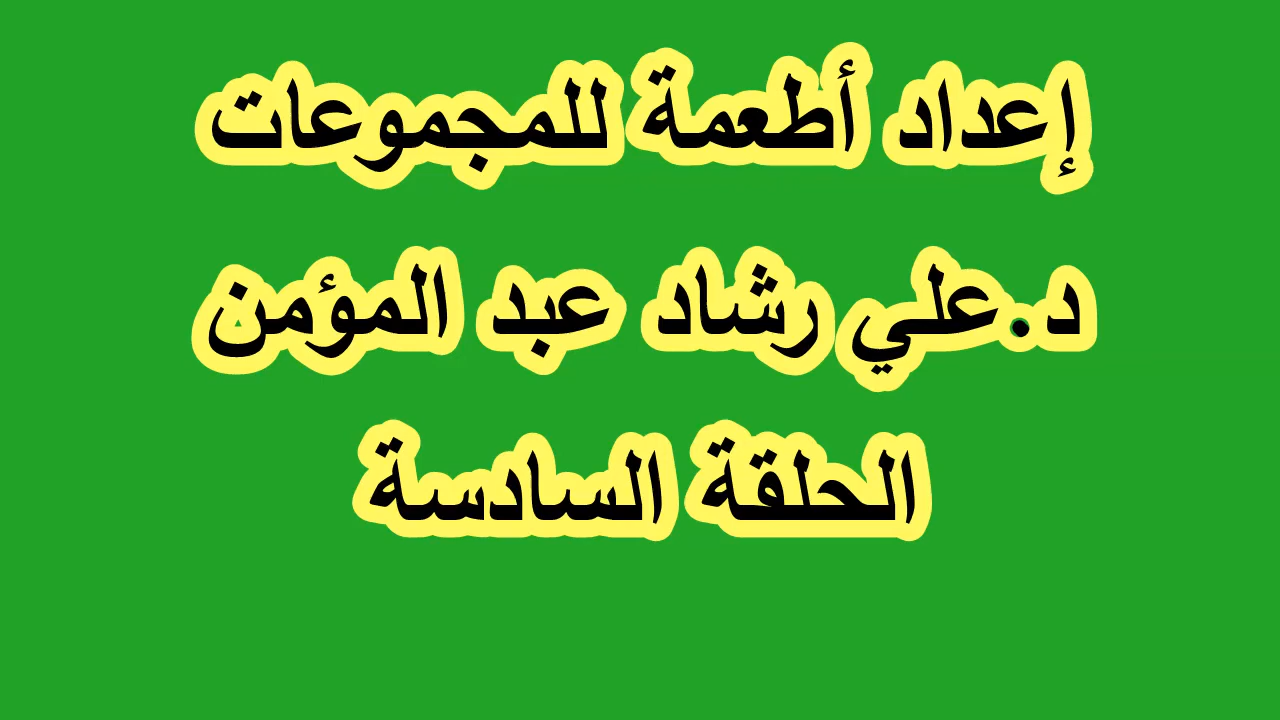 إعداد أطعمة للمجموعات
د.علي رشاد عبد المؤمن
الحلقة السادسة